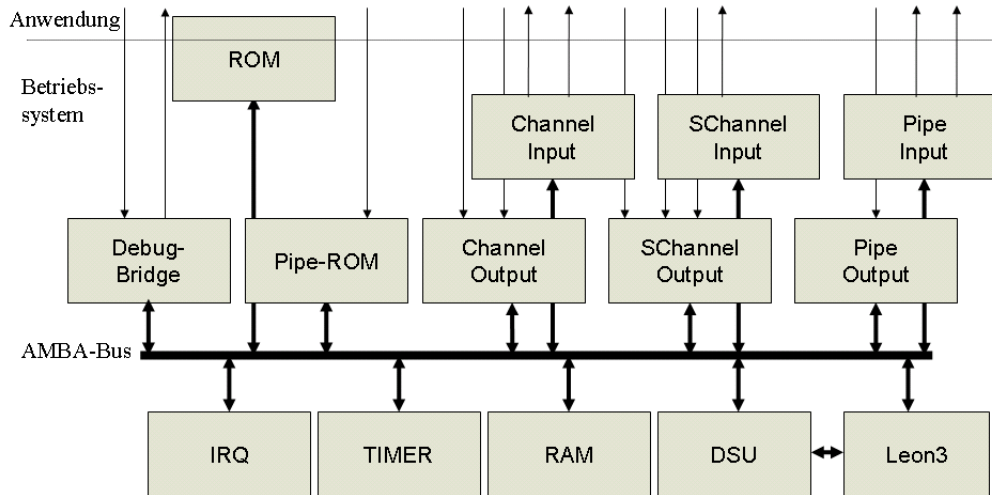 Anwendung
ROM
Betriebs-
system
Channel
Input
SChannel
Input
Pipe
Input
Debug-
Bridge
Pipe-ROM
Channel
Output
SChannel
Output
Pipe
Output
AMBA-Bus
IRQ
TIMER
RAM
DSU
Leon3